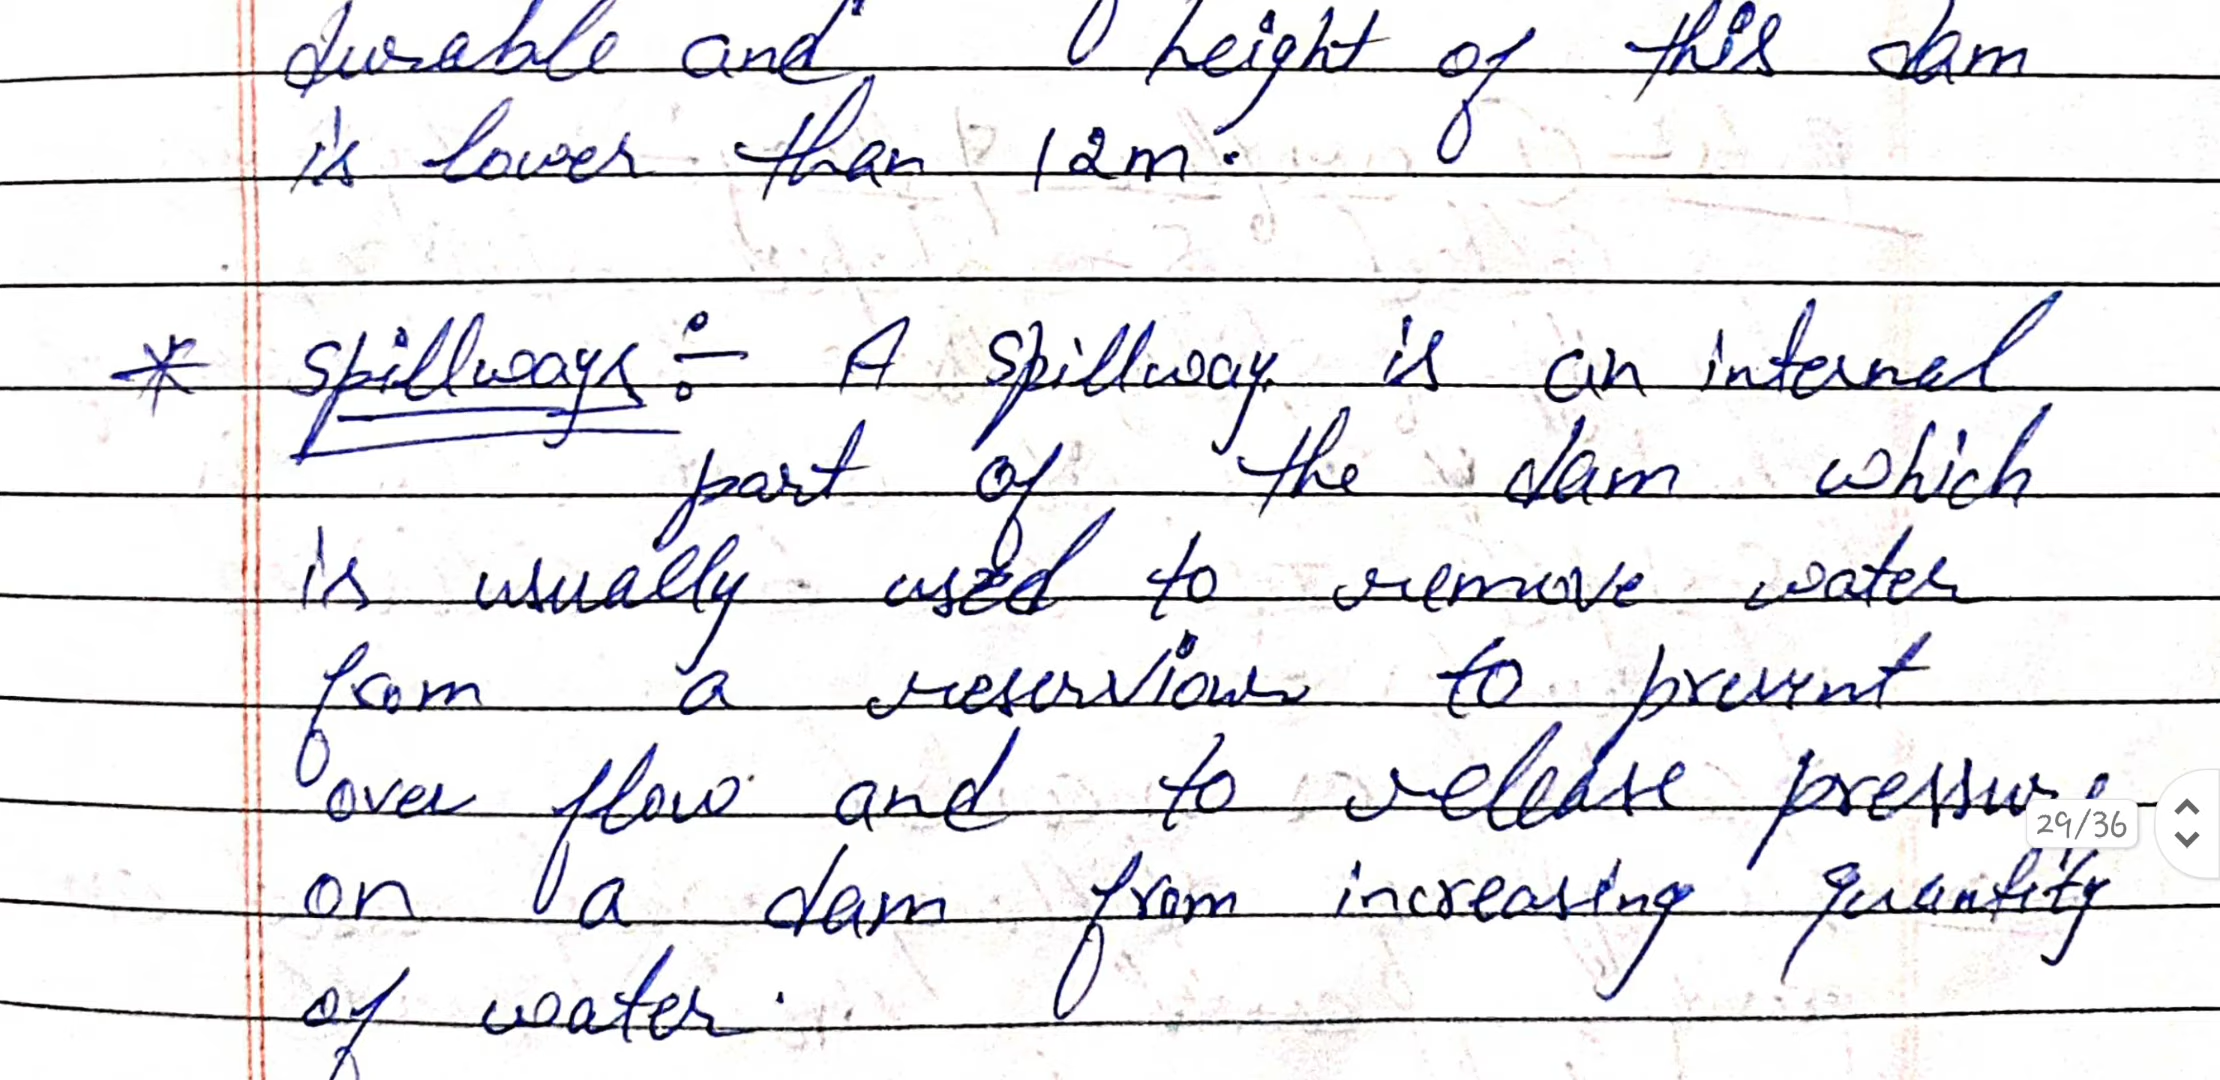 durable and height of this dam
is lower than 12m.
* Spillways ÷ A spillway is an internal
part of the dam which
is usually used to remove water
from a reserviour to prevent
over flow and to release pressure
on a dam from increasing quantity
of water.
29/36